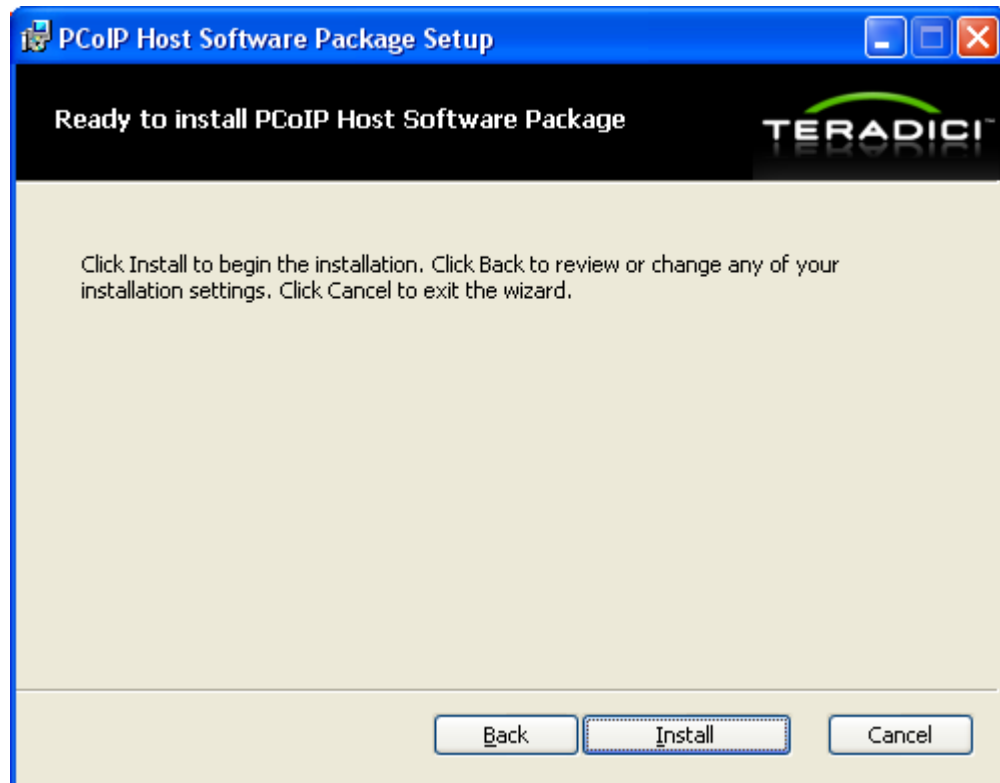 PCoIP Host Software Package Setup
Ready to install PCoIP Host Software Package
TERADICI™
Click Install to begin the installation. Click Back to review or change any of your
installation settings. Click Cancel to exit the wizard.
Back
Install
Cancel